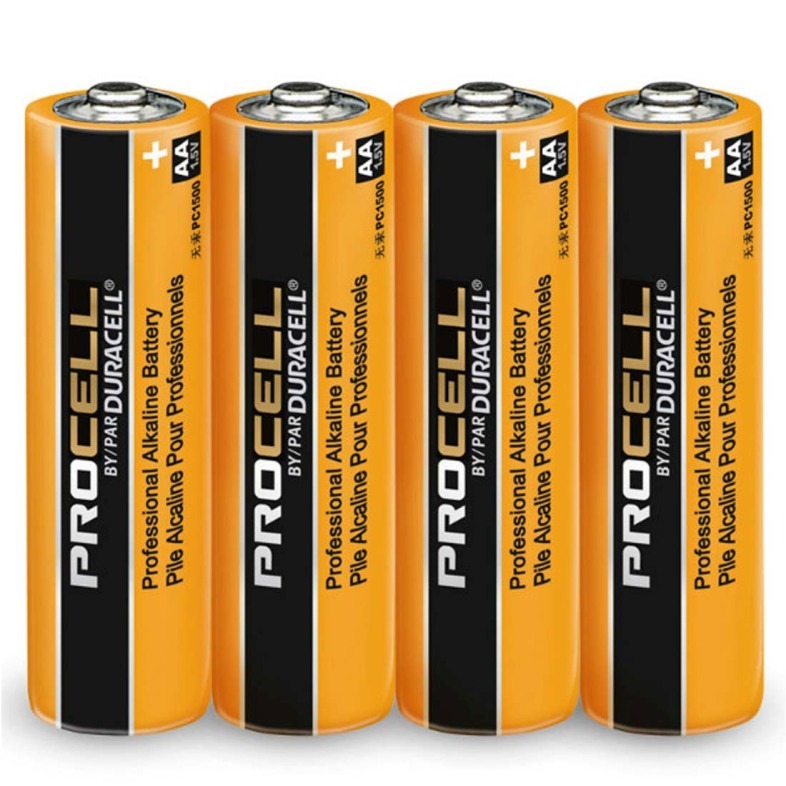 + AA 1.5V
无汞 PC1500
PROCELL
BY/PAR DURACELL®
Professional Alkaline Battery
Pile Alcaline Pour Professionnels
+ AA 1.5V
无汞 PC1500
PROCELL
BY/PAR DURACELL®
Professional Alkaline Battery
Pile Alcaline Pour Professionnels
+ AA 1.5V
无汞 PC1500
PROCELL
BY/PAR DURACELL®
Professional Alkaline Battery
Pile Alcaline Pour Professionnels
+ AA 1.5V
无汞 PC1500
PROCELL
BY/PAR DURACELL®
Professional Alkaline Battery
Pile Alcaline Pour Professionnels